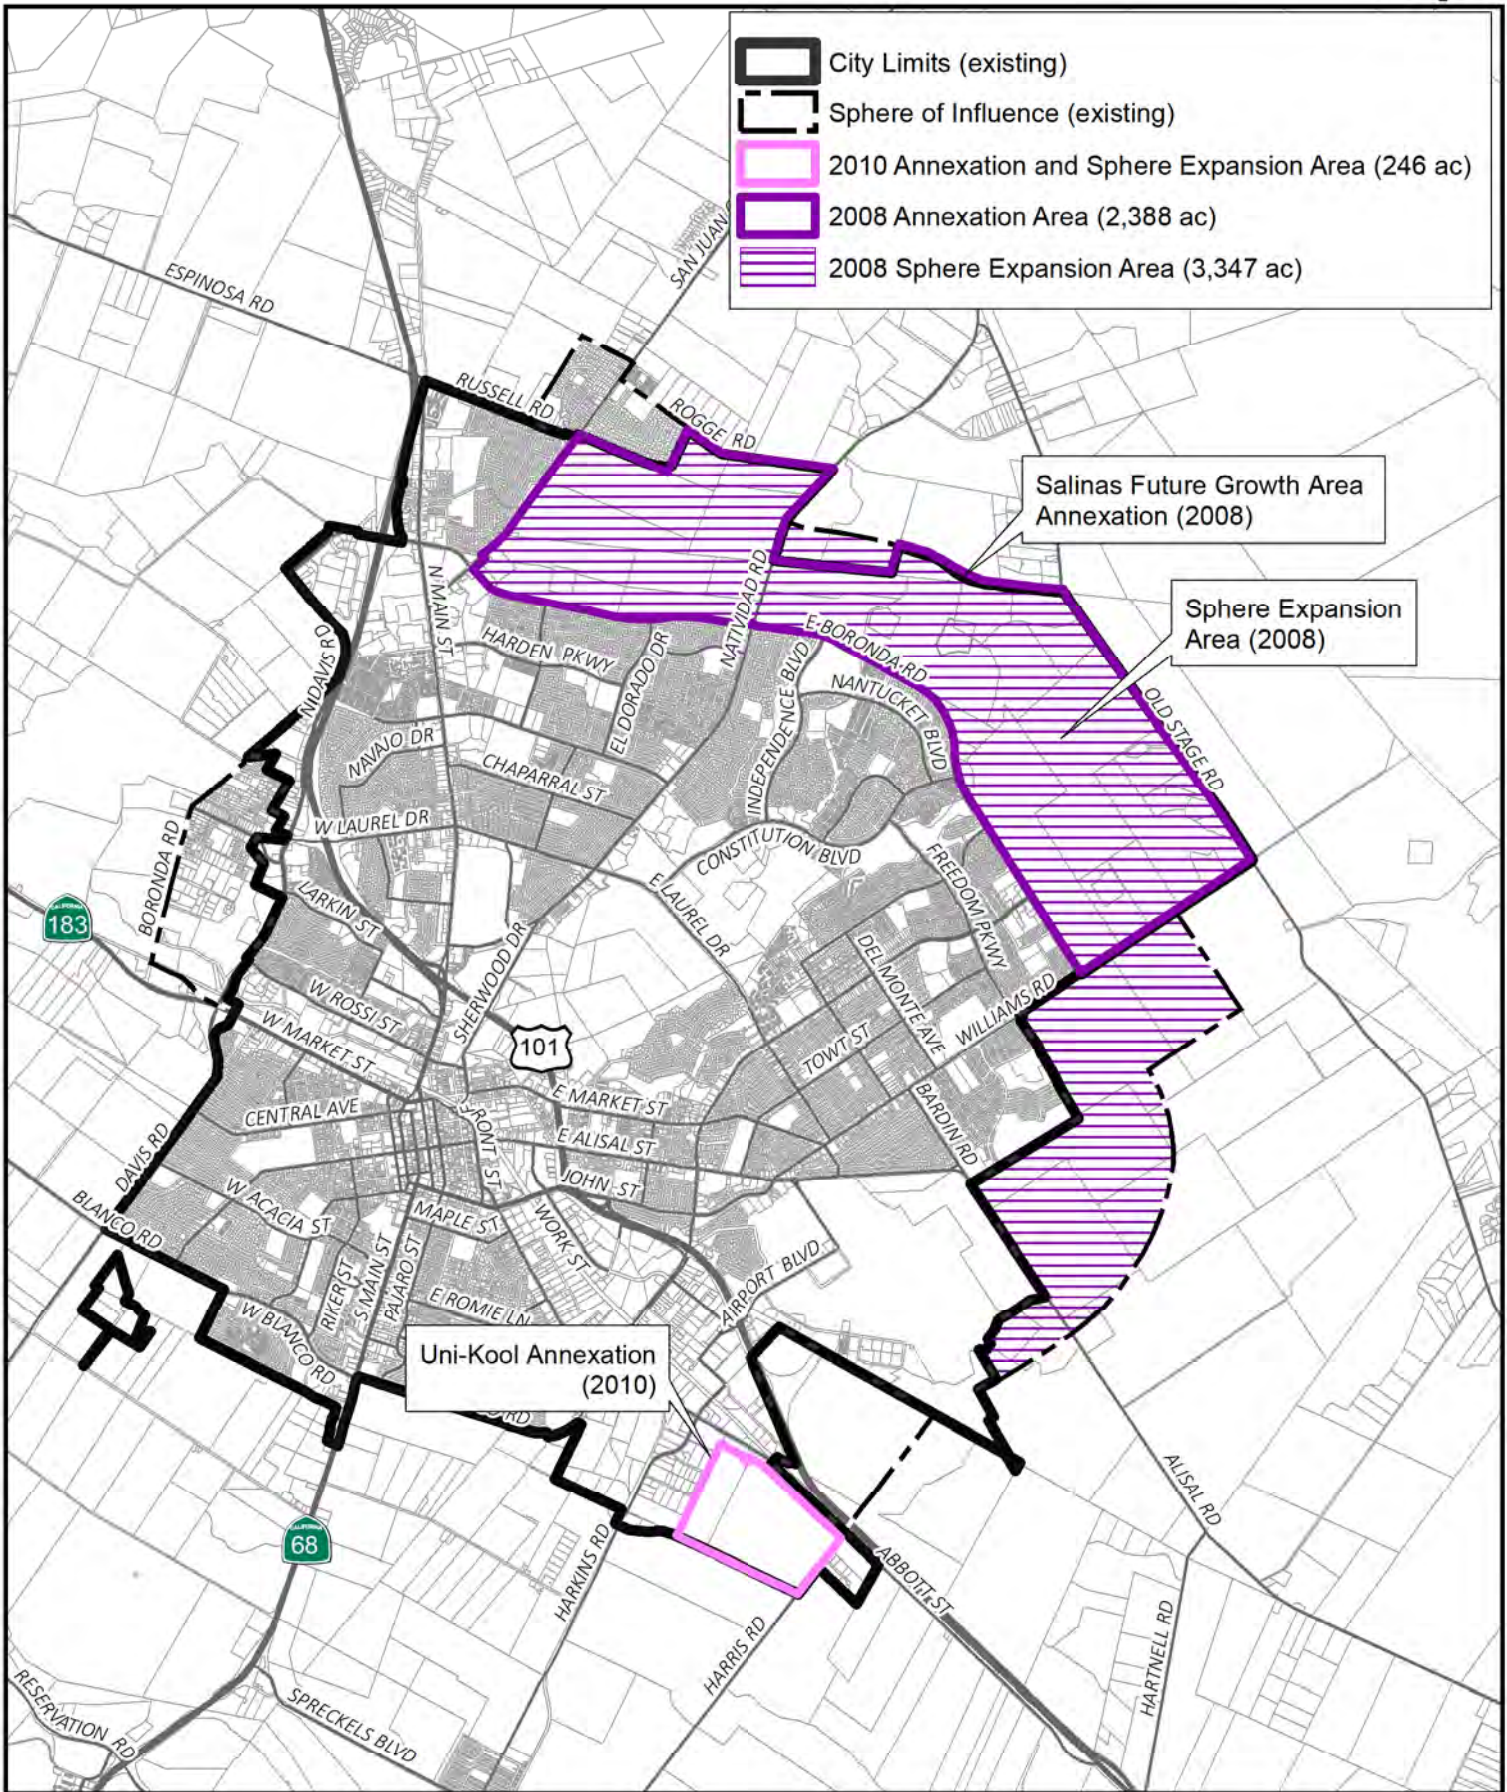 City Limits (existing)
Sphere of Influence (existing)
2010 Annexation and Sphere Expansion Area (246 ac)
2008 Annexation Area (2,388 ac)
2008 Sphere Expansion Area (3,347 ac)
SAN JUAN
ESPINOSA RD
RUSSELL RD
ROGGE RD
Salinas Future Growth Area
Annexation (2008)
Sphere Expansion
Area (2008)
N MAIN ST
NATIVIDAD RD
E BORONDA RD
HARDEN PKWY
EL DORADO DR
INDEPENDENCE BLVD
NANTUCKET BLVD
OLD STAGE RD
N DAVIS RD
NAVAJO DR
CHAPARRAL ST
W LAUREL DR
CONSTITUTION BLVD
BORONDA RD
FREEDOM PKWY
E LAUREL DR
LARKIN ST
CALIFORNIA
183
SHERWOOD DR
DEL MONTE AVE
W ROSSI ST
WILLIAMS RD
W MARKET ST
101
TOWT ST
E MARKET ST
BARDIN RD
CENTRAL AVE
FRONT ST
E ALISAL ST
DAVIS RD
JOHN ST
BLANCO RD
W ACACIA ST
MAPLE ST
WORK ST
RIKER ST
S MAIN ST
PAJARO ST
AIRPORT BLVD
E ROMIE LN
W BLANCO RD
Uni-Kool Annexation
(2010)
RD
ALISAL RD
CALIFORNIA
68
HARKINS RD
ABBOTT ST
HARRIS RD
HARTNELL RD
RESERVATION RD
SPRECKELS BLVD